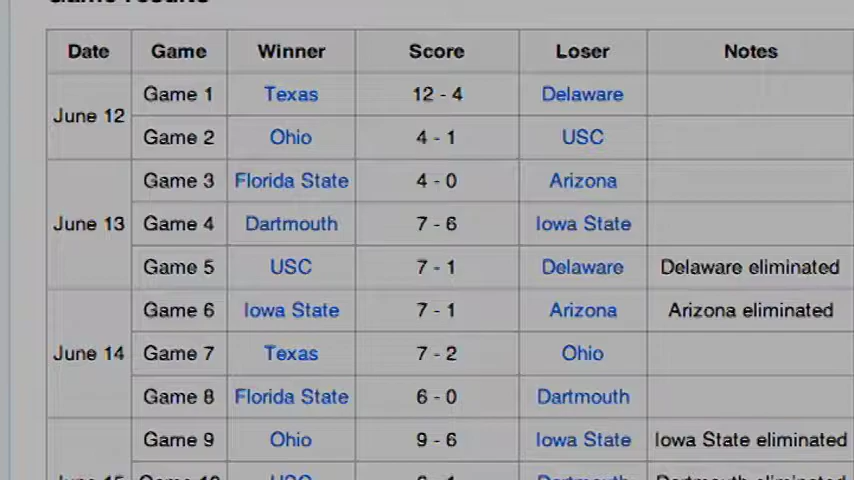 Date Game Winner Score Loser Notes
June 12
Game 1 Texas 12 - 4 Delaware
Game 2 Ohio 4 - 1 USC
June 13
Game 3 Florida State 4 - 0 Arizona
Game 4 Dartmouth 7 - 6 Iowa State
Game 5 USC 7 - 1 Delaware Delaware eliminated
June 14
Game 6 Iowa State 7 - 1 Arizona Arizona eliminated
Game 7 Texas 7 - 2 Ohio
Game 8 Florida State 6 - 0 Dartmouth
Game 9 Ohio 9 - 6 Iowa State Iowa State eliminated